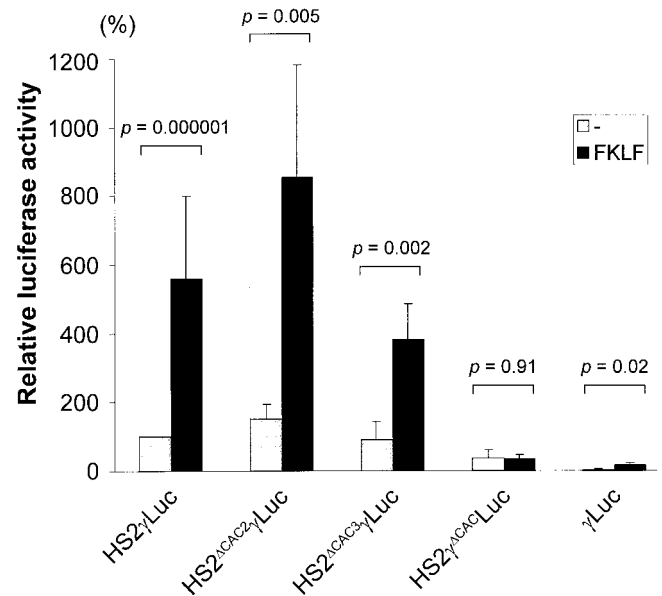 (%)
p = 0.005
1200
1000
800
600
400
200
0
Relative luciferase activity
p = 0.000001
p = 0.002
p = 0.91
p = 0.02
-
FKLF
HS2γLuc
HS2ΔCAC2γLuc
HS2ΔCAC3γLuc
HS2γΔCACLuc
γLuc